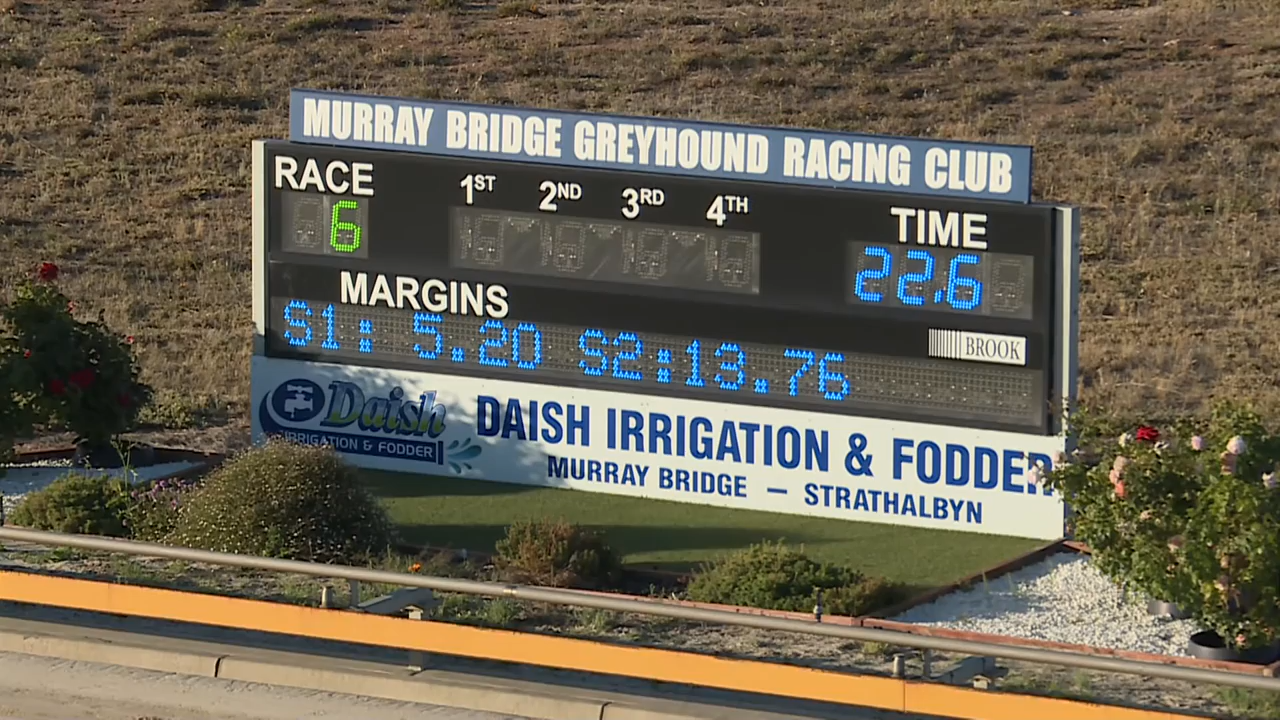 MURRAY BRIDGE GREYHOUND RACING CLUB
RACE 1ST 2ND 3RD 4TH TIME
6 22.6
MARGINS
BROOK
S1: 5.20 S2:13.76
Daish
IRRIGATION & FODDER
DAISH IRRIGATION & FODDER
MURRAY BRIDGE – STRATHALBYN